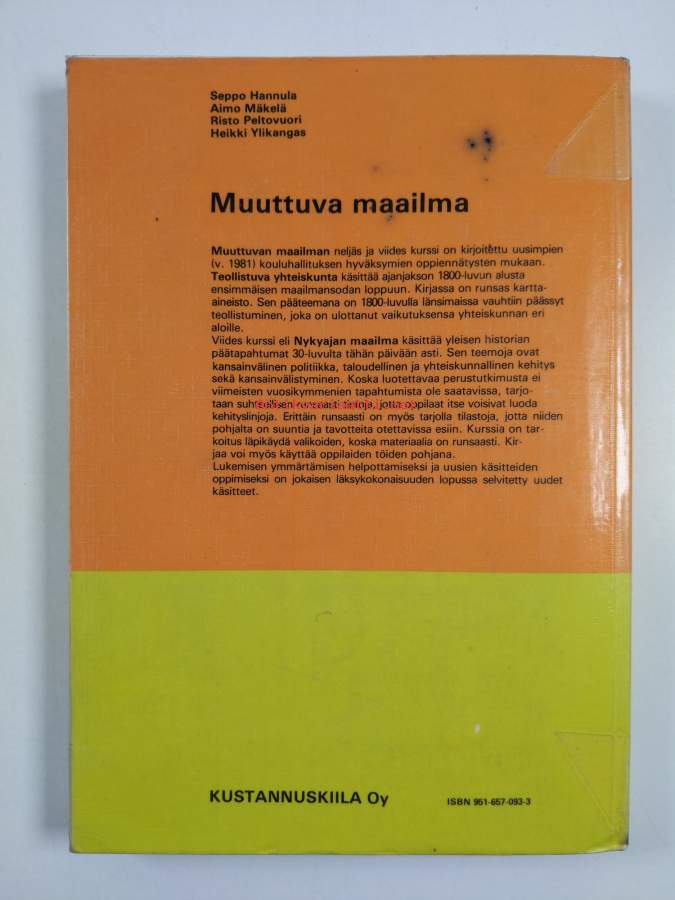 Seppo Hannula
Aimo Mäkelä
Risto Peltovuori
Heikki Ylikangas
Muuttuva maailma
Muuttuvan maailman neljäs ja viides kurssi on kirjoitettu uusimpien
(v. 1981) kouluhallituksen hyväksymien oppiennätysten mukaan.
Teollistuva yhteiskunta käsittää ajanjakson 1800-luvun alusta
ensimmäisen maailmansodan loppuun. Kirjassa on runsas kartta-
aineisto. Sen pääteemana on 1800-luvulla länsimaissa vauhtiin päässyt
teollistuminen, joka on ulottanut vaikutuksensa yhteiskunnan eri
aloille.
Viides kurssi eli Nykyajan maailma käsittää yleisen historian
päätapahtumat 30-luvulta tähän päivään asti. Sen teemoja ovat
kansainvälinen politiikka, taloudellinen ja yhteiskunnallinen kehitys
sekä kansainvälistyminen. Koska luotettavaa perustutkimusta ei
viimeisten vuosikymmenien tapahtumista ole saatavissa, tarjo-
taan suhteellisen runsaasti tietoa, jotta oppilaat itse voisivat luoda
kehityslinjoja. Erittäin runsaasti on myös tarjolla tilastoja, jotta niiden
pohjalta on suuntia ja tavotteita otettavissa esiin. Kurssia on tar-
koitus läpikäydä valikoiden, koska materiaalia on runsaasti. Kir-
jaa voi myös käyttää oppilaiden töiden pohjana.
Lukemisen ymmärtämisen helpottamiseksi ja uusien käsitteiden
oppimiseksi on jokaisen läksykokonaisuuden lopussa selvitetty uudet
käsitteet.
KUSTANNUSKIILA Oy
ISBN 951-657-093-3